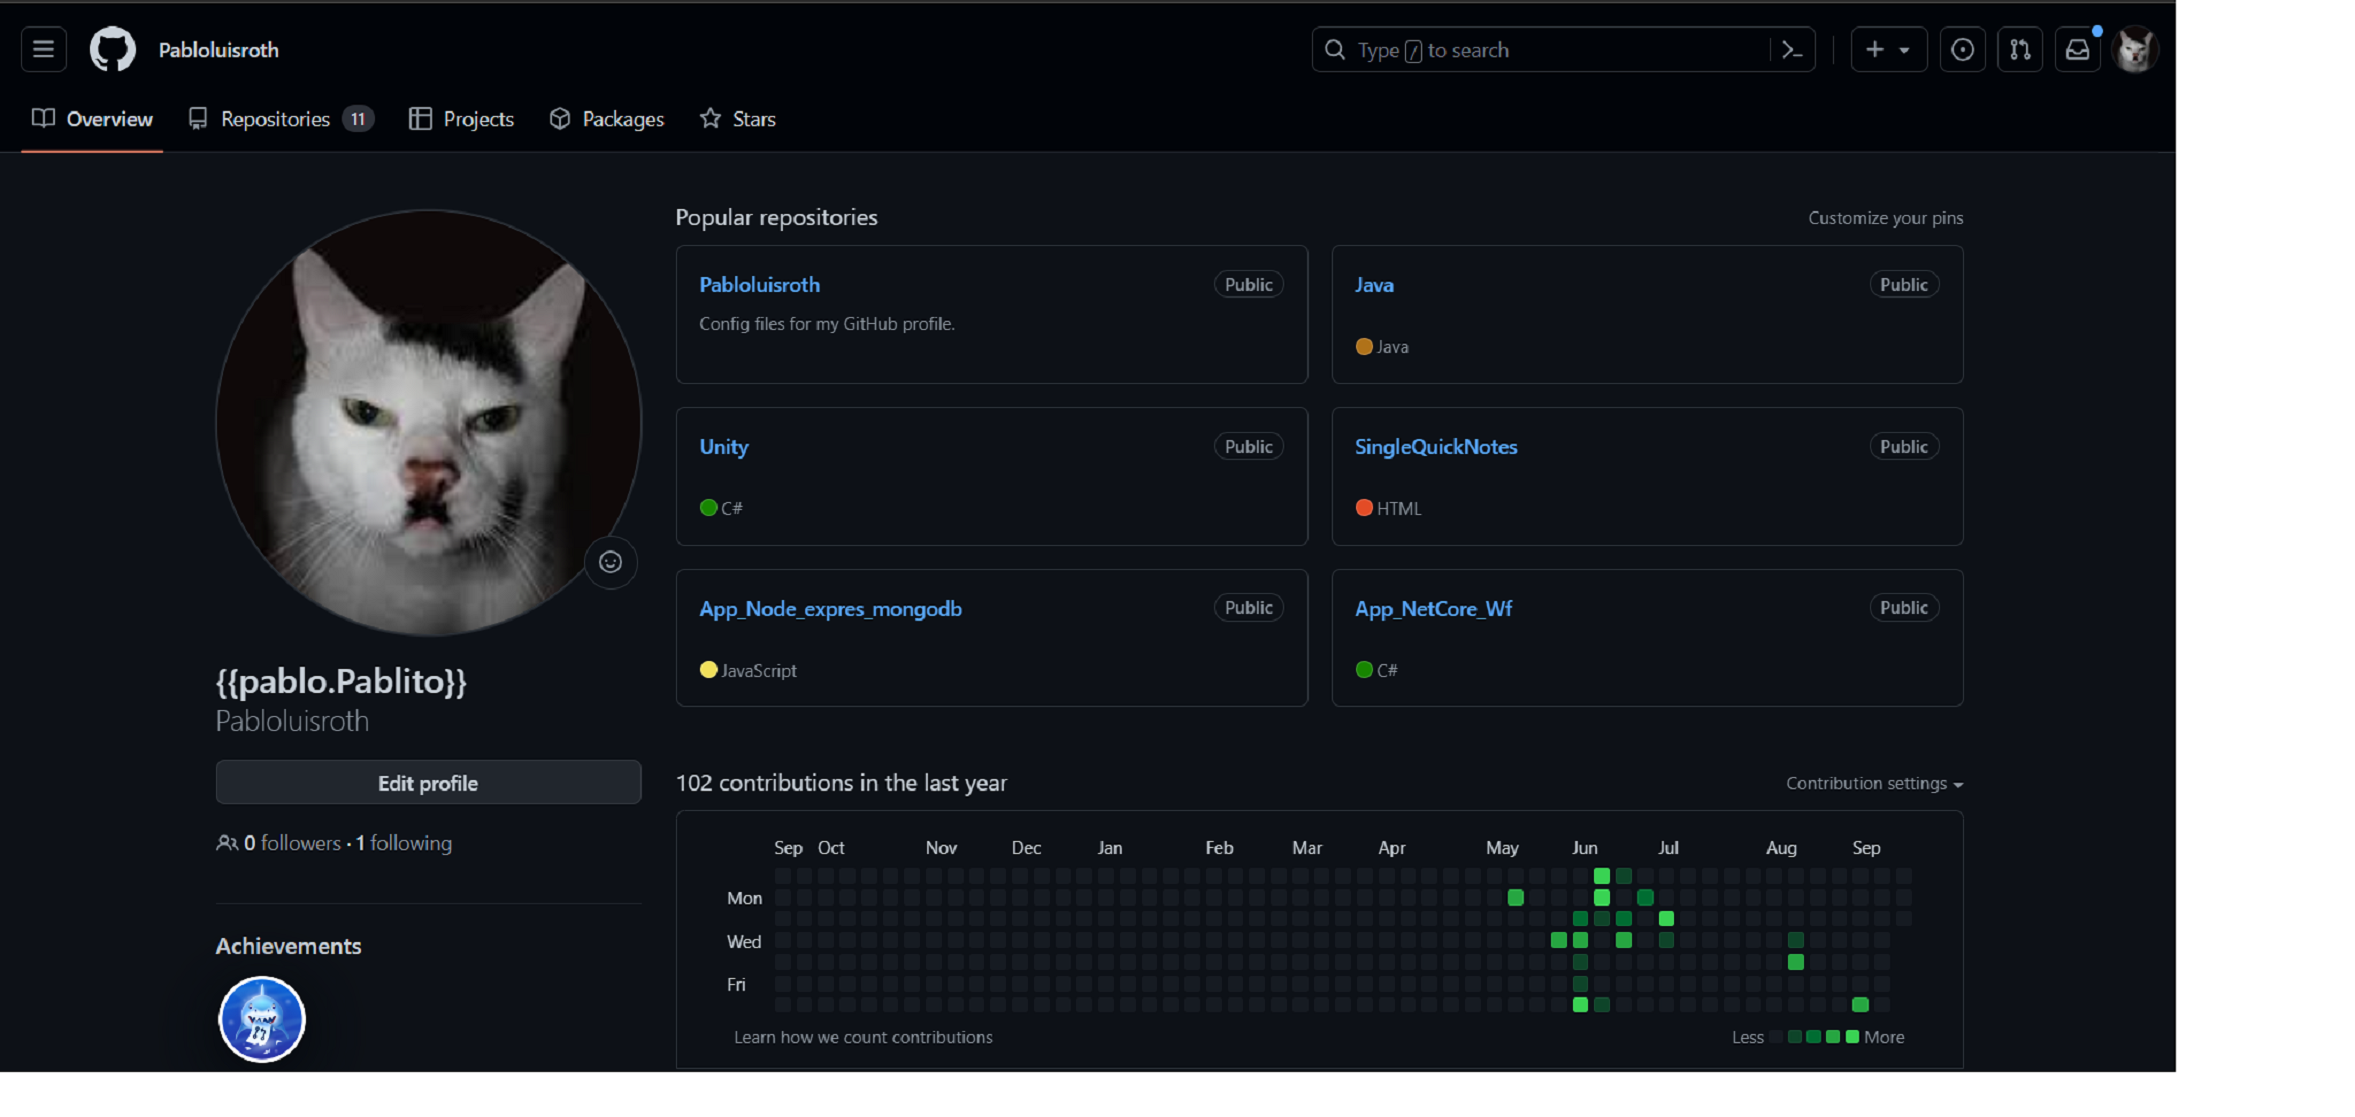 Pabloluisroth
Type / to search
Overview Repositories 11 Projects Packages Stars
Popular repositories
Customize your pins
Pabloluisroth Public
Config files for my GitHub profile.
Java Public
Java
Unity Public
C#
SingleQuickNotes Public
HTML
App_Node_expres_mongodb Public
JavaScript
App_NetCore_Wf Public
C#
{{pablo.Pablito}}
Pabloluisroth
Edit profile
0 followers · 1 following
Achievements
102 contributions in the last year
Contribution settings
Sep Oct Nov Dec Jan Feb Mar Apr May Jun Jul Aug Sep
Mon
Wed
Fri
Learn how we count contributions
Less More